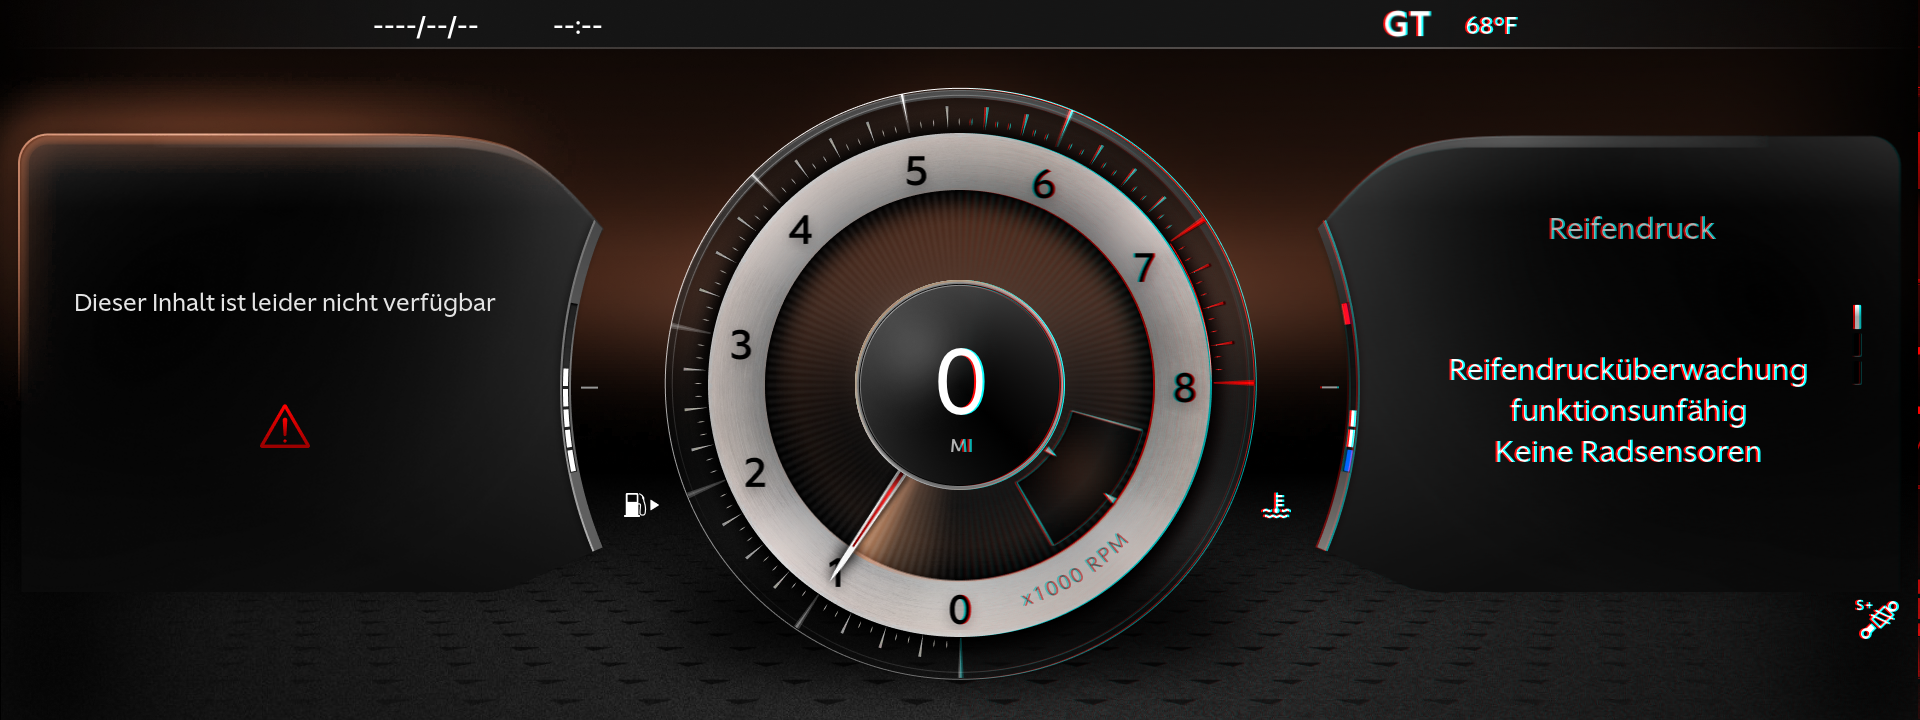 ----/--/-- --:-- GT 68°F
Dieser Inhalt ist leider nicht verfügbar
0
1
2
3
4
5
6
7
8
x1000 RPM
0
MI
Reifendruck
Reifendrucküberwachung
funktionsunfähig
Keine Radsensoren
S+